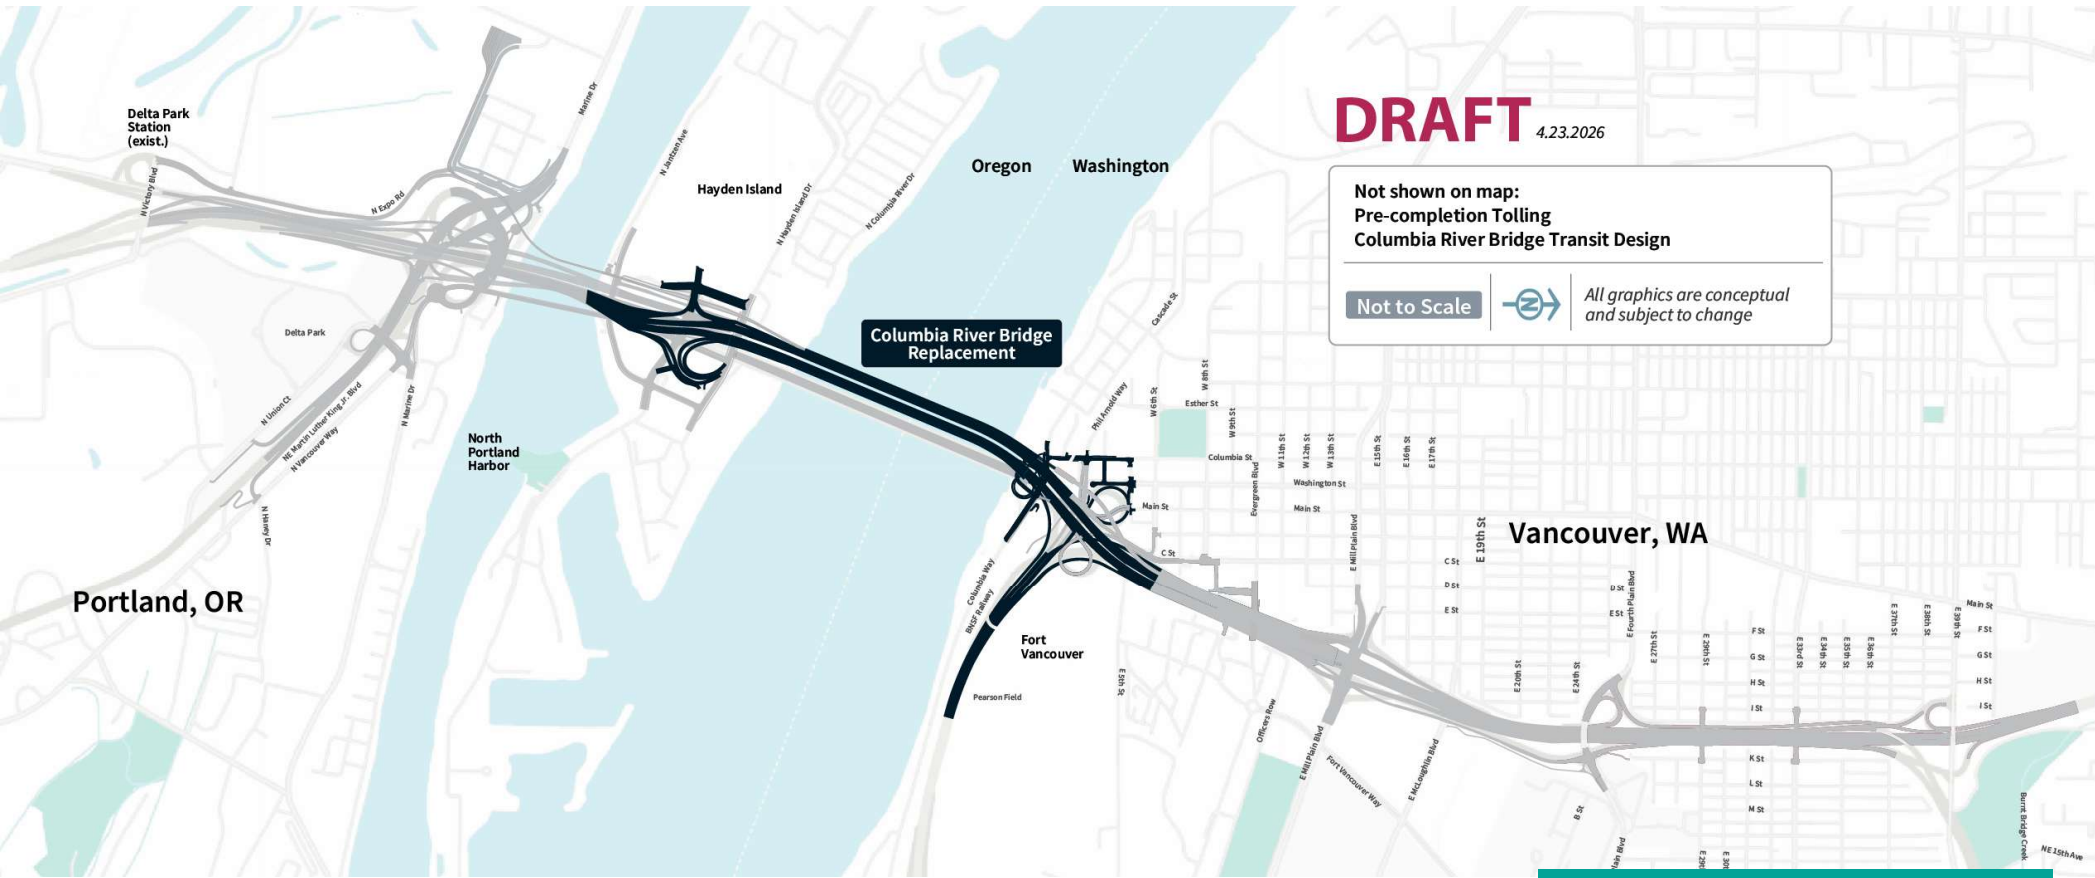 Delta Park
Station
(exist.)
N Victory Blvd
N Expo Rd
Marine Dr
N Jantzen Ave
Hayden Island
N Hayden Island Dr
N Columbia River Dr
Oregon
Washington
DRAFT 4.23.2026
Not shown on map:
Pre-completion Tolling
Columbia River Bridge Transit Design
Not to Scale
N
All graphics are conceptual
and subject to change
Columbia River Bridge
Replacement
Delta Park
N Union Ct
NE Martin Luther King Jr. Blvd
N Vancouver Way
N Marine Dr
N Haney Dr
North
Portland
Harbor
Portland, OR
Cascade St
Phil Arnold Way
W 6th St
W 8th St
Esther St
W 9th St
Columbia St
Evergreen Blvd
W 11th St
W 12th St
W 13th St
E 15th St
E 16th St
E 17th St
Washington St
Main St
Main St
C St
E Mill Plain Blvd
E 19th St
Vancouver, WA
C St
D St
E St
D St
E St
E Fourth Plain Blvd
Columbia Way
BNSF Railway
Fort
Vancouver
Pearson Field
E 5th St
Officers Row
E Mill Plain Blvd
Fort Vancouver Way
E McLoughlin Blvd
E 20th St
E 24th St
E 27th St
E 29th St
F St
G St
H St
I St
K St
L St
M St
E 33rd St
E 34th St
E 35th St
E 36th St
E 37th St
E 38th St
E 39th St
Main St
F St
G St
H St
I St
B St
lain Blvd
E 29t
E 30t
Burnt Bridge Creek
NE 15th Ave